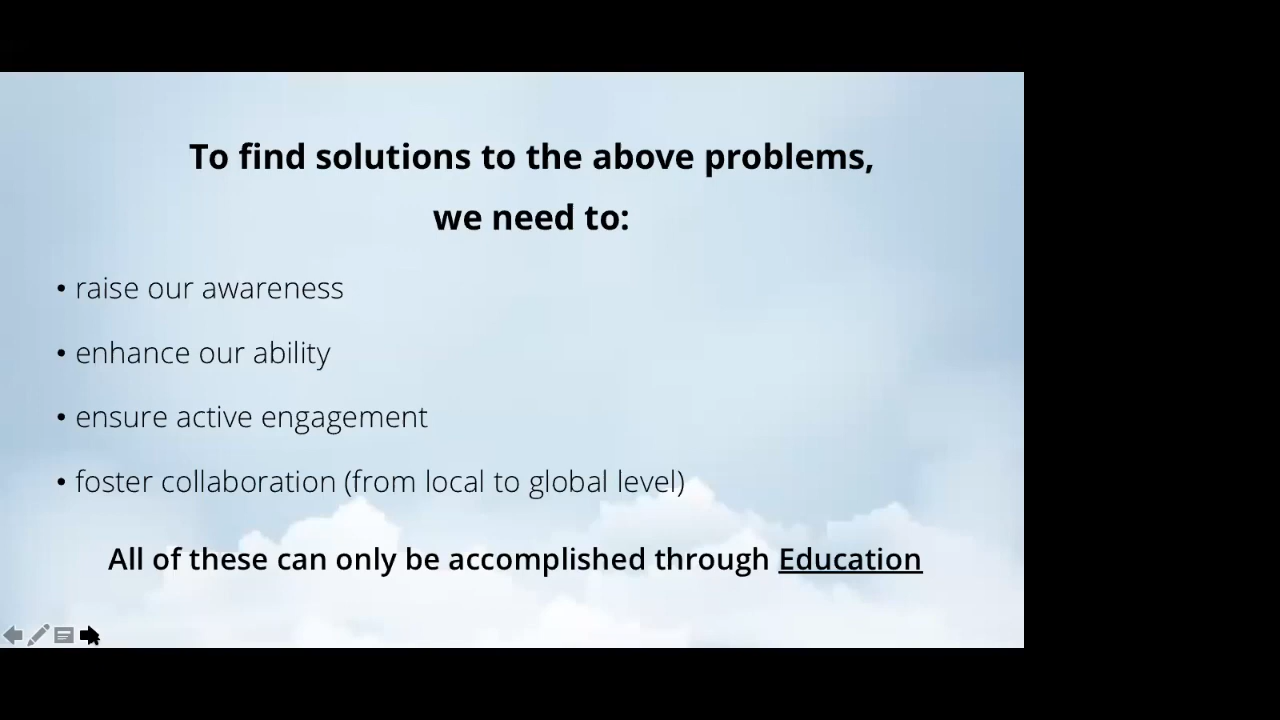 To find solutions to the above problems,
we need to:
• raise our awareness
• enhance our ability
• ensure active engagement
• foster collaboration (from local to global level)
All of these can only be accomplished through Education